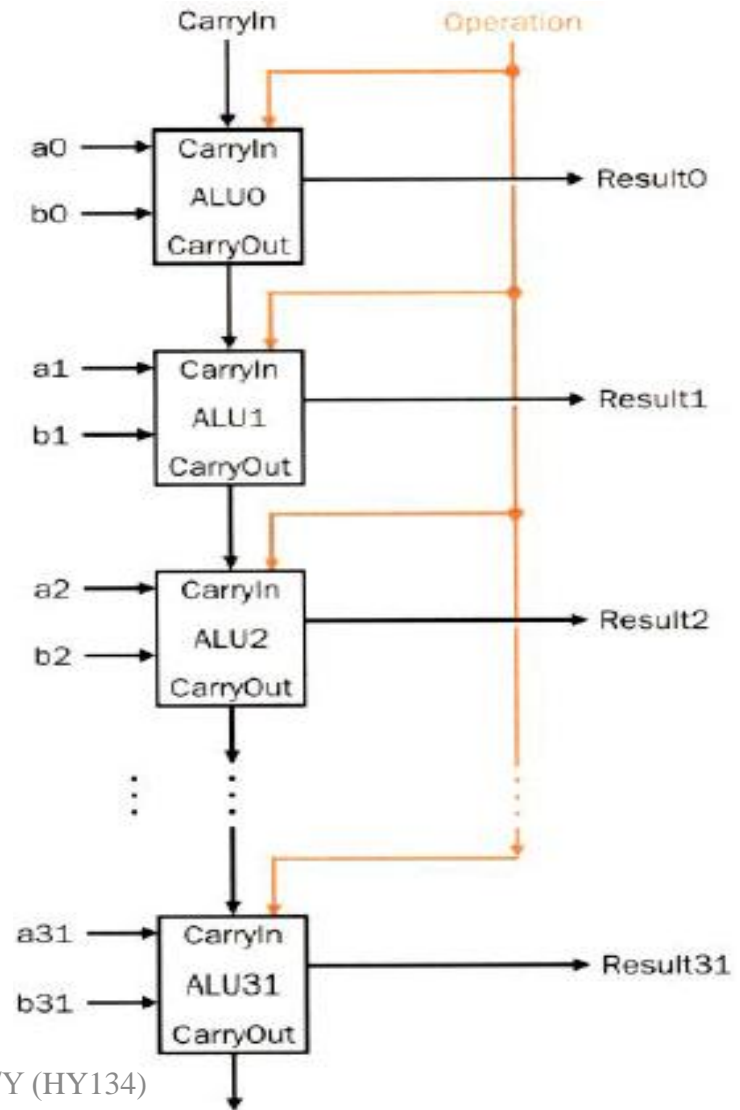 CarryIn Operation
a0 CarryIn
ALU0 Result0
b0
CarryOut
a1 CarryIn
ALU1 Result1
b1
CarryOut
a2 CarryIn
ALU2 Result2
b2
CarryOut
a31 CarryIn
ALU31 Result31
b31
CarryOut
(HY134)